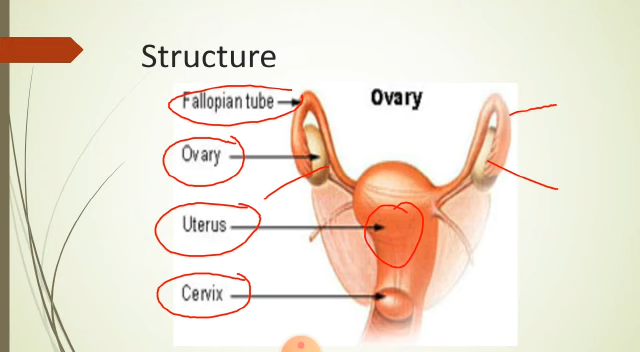 Structure
Fallopian tube
Ovary
Ovary
Uterus
Cervix